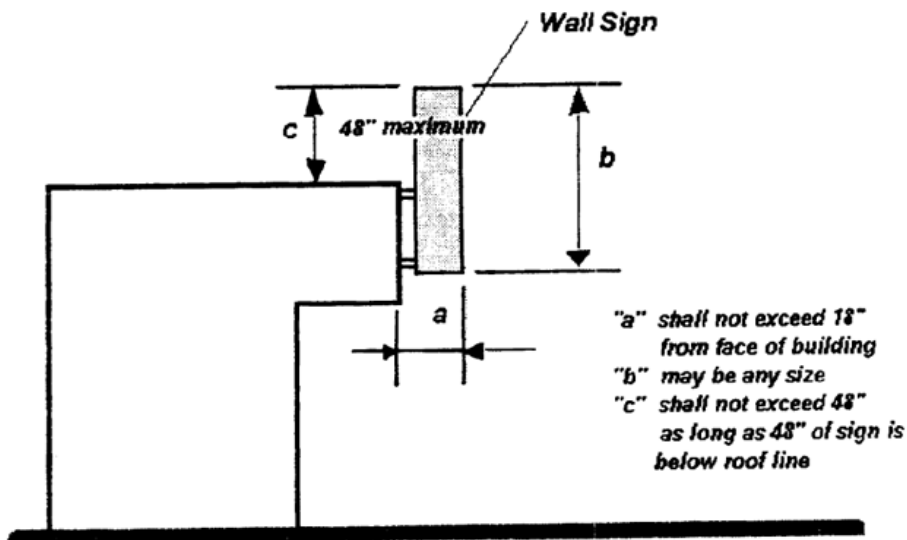 Wall Sign
c
48" maximum
b
a
"a" shall not exceed 18"
from face of building
"b" may be any size
"c" shall not exceed 48"
as long as 48" of sign is
below roof line